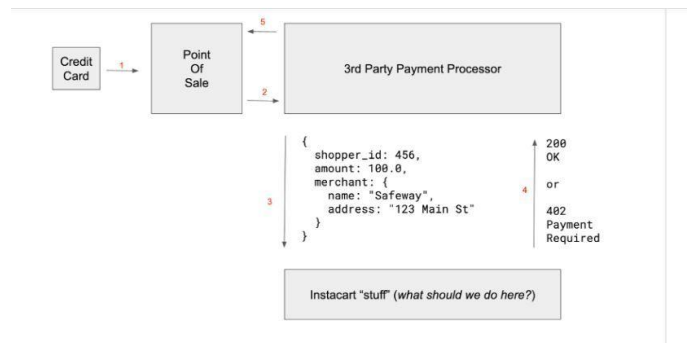 5
Credit
Card
1
Point
Of
Sale
2
3rd Party Payment Processor
3
{
shopper_id: 456,
amount: 100.0,
merchant: {
name: "Safeway",
address: "123 Main St"
}
}
4
200
OK
or
402
Payment
Required
Instacart "stuff" (what should we do here?)